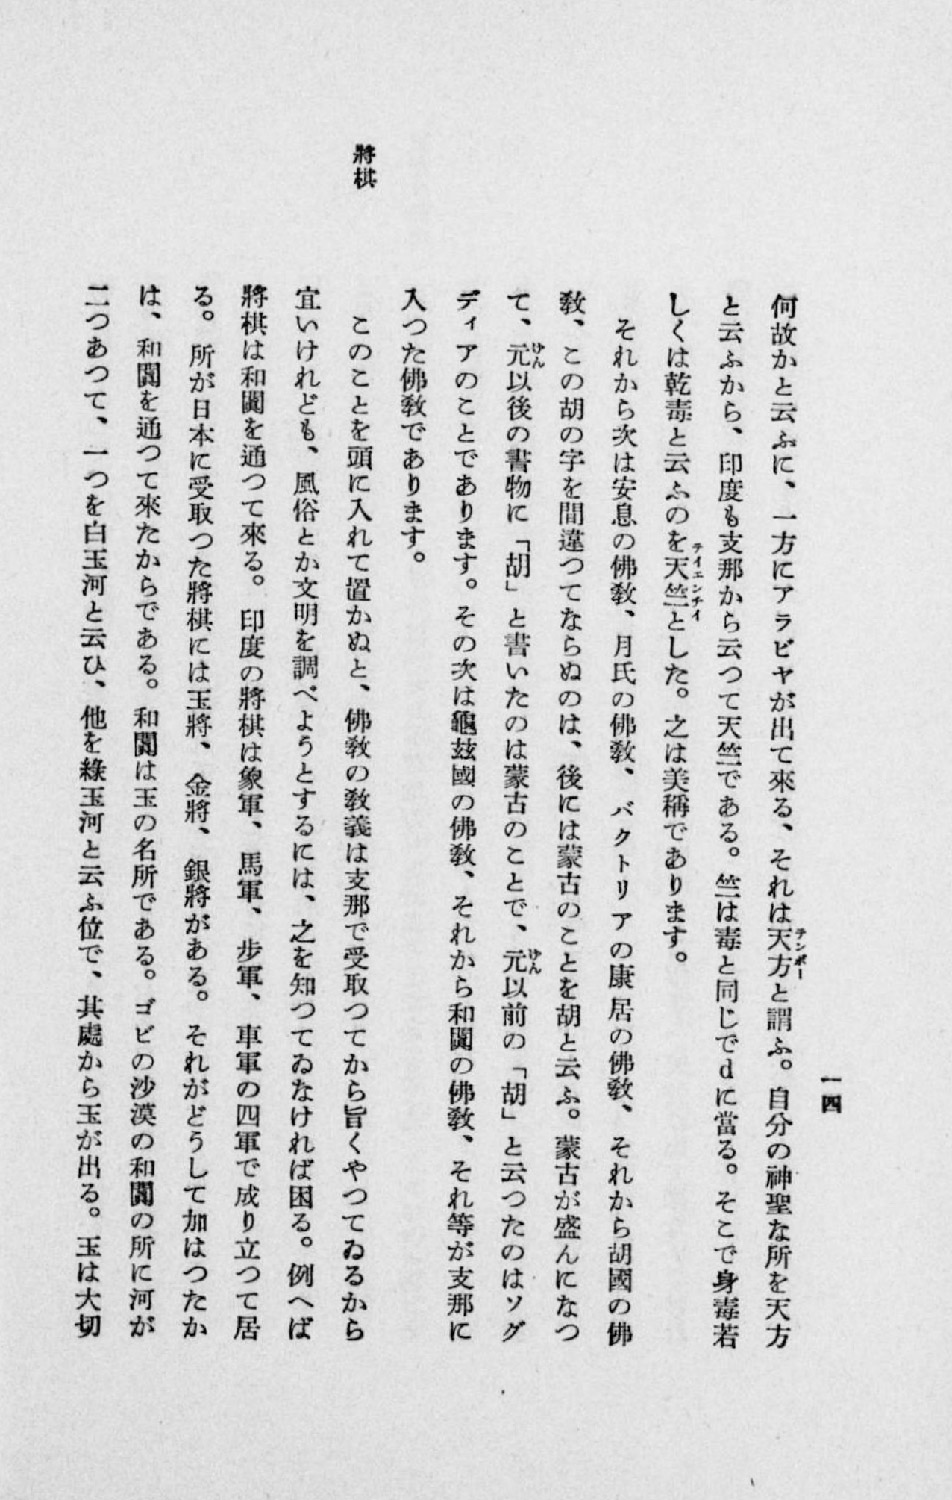 一四
何故かと云ふに、一方にアラビヤが出て來る、それは天方テンポーと謂ふ。自分の神聖な所を天方
と云ふから、印度も支那から云つて天竺である。竺は毒と同じでdに當る。そこで身毒若
しくは乾毒と云ふのを天竺テイエンチイとした。之は美稱であります。
それから次は安息の佛敎、月氏の佛敎、バクトリアの康居の佛敎、それから胡國の佛
敎、この胡の字を間違つてならぬのは、後には蒙古のことを胡と云ふ。蒙古が盛んになつ
て、元げん以後の書物に「胡」と書いたのは蒙古のことで、元げん以前の「胡」と云つたのはソグ
ディアのことであります。その次は龜玆國の佛敎、それから和闐の佛敎、それ等が支那に
入つた佛敎であります。
將棋
このことを頭に入れて置かぬと、佛敎の敎義は支那で受取つてから旨くやつてゐるから
宜いけれども、風俗とか文明を調べようとするには、之を知つてゐなければ困る。例へば
將棋は和闐を通つて來る。印度の將棋は象軍、馬軍、步軍、車軍の四軍で成り立つて居
る。所が日本に受取つた將棋には玉將、金將、銀將がある。それがどうして加はつたか
は、和闐を通つて來たからである。和闐は玉の名所である。ゴビの沙漠の和闐の所に河が
二つあつて、一つを白玉河と云ひ、他を綠玉河と云ふ位で、其處から玉が出る。玉は大切